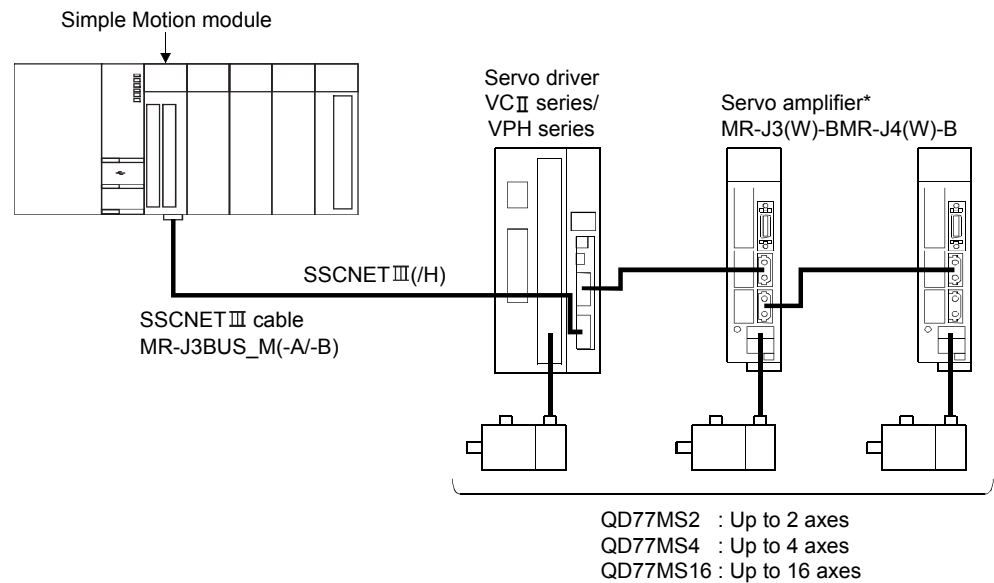 Simple Motion module
Servo driver
VCⅡ series/
VPH series
Servo amplifier*
MR-J3(W)-BMR-J4(W)-B
SSCNETⅢ(/H)
SSCNETⅢ cable
MR-J3BUS_M(-A/-B)
QD77MS2 : Up to 2 axes
QD77MS4 : Up to 4 axes
QD77MS16 : Up to 16 axes